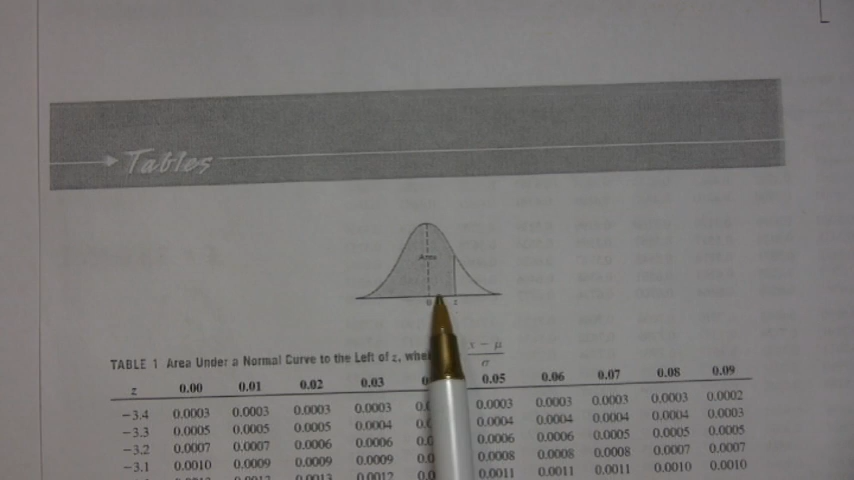 Tables
Area
0 z
TABLE 1 Area Under a Normal Curve to the Left of z, x − μ
σ
z 0.00 0.01 0.02 0.03 0.05 0.06 0.07 0.08 0.09
−3.4 0.0003 0.0003 0.0003 0.0003 0.0003 0.0003 0.0003 0.0003 0.0002
−3.3 0.0005 0.0005 0.0005 0.0004 0.0004 0.0004 0.0004 0.0004 0.0003
−3.2 0.0007 0.0007 0.0006 0.0006 0.0006 0.0006 0.0005 0.0005 0.0005
−3.1 0.0010 0.0009 0.0009 0.0009 0.0008 0.0008 0.0008 0.0007 0.0007
0.0013 0.0012 0.0011 0.0011 0.0011 0.0010 0.0010